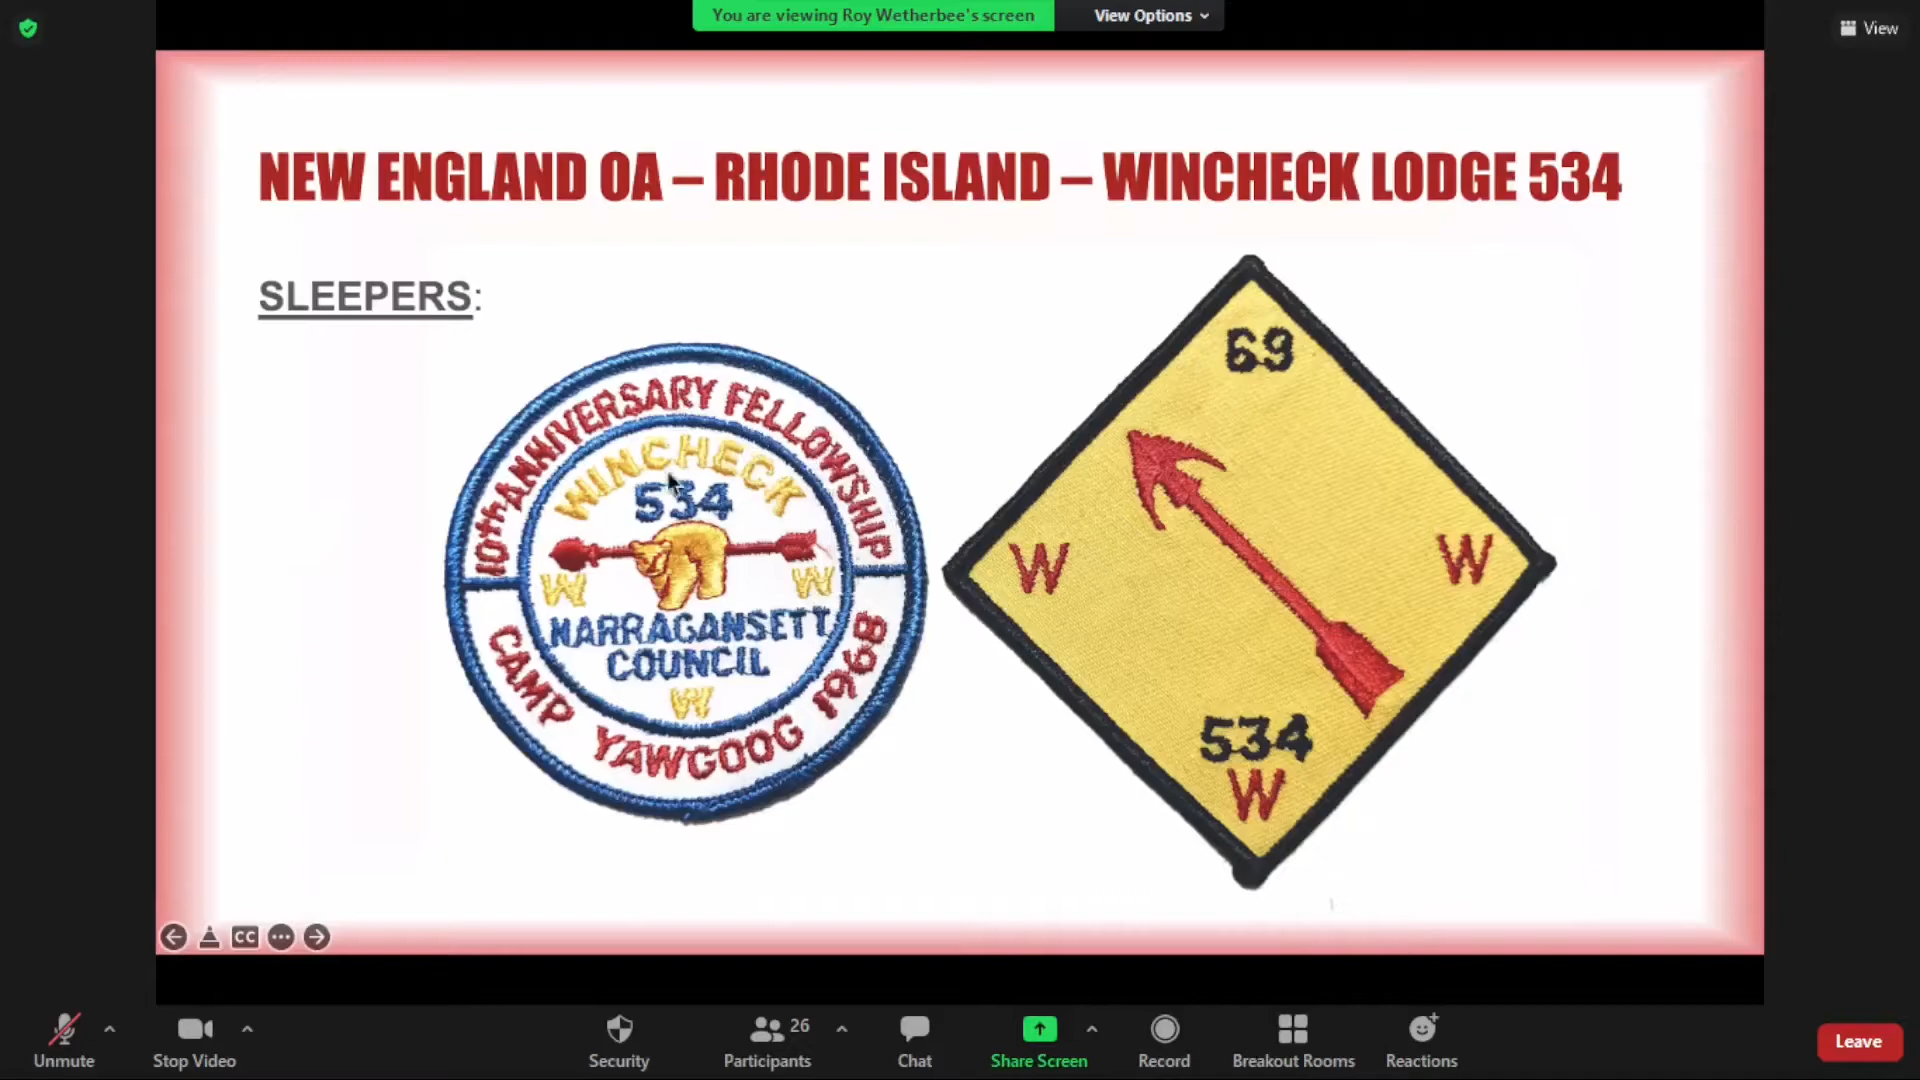 You are viewing Roy Wetherbee's screen
View Options
View
NEW ENGLAND OA – RHODE ISLAND – WINCHECK LODGE 534
SLEEPERS:
10th ANNIVERSARY FELLOWSHIP
WINCHECK
534
W W
NARRAGANSETT
COUNCIL
W
CAMP YAWGOOG 1968
69
W W
534
W
CC
Unmute
Stop Video
Security
26
Participants
Chat
Share Screen
Record
Breakout Rooms
Reactions
Leave